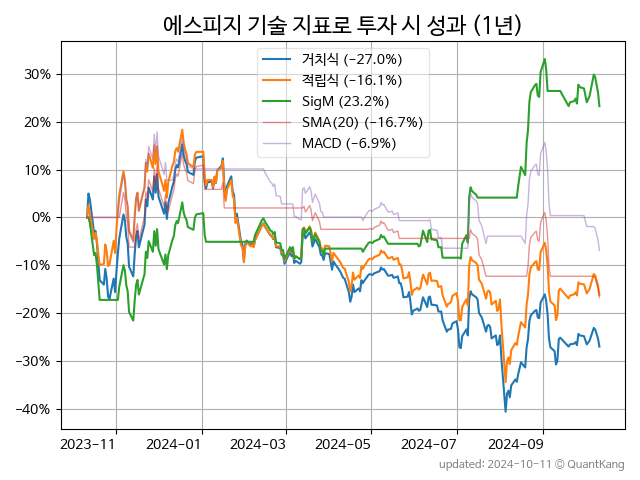 에스피지 기술 지표로 투자 시 성과 (1년)
거치식 (−27.0%)
적립식 (−16.1%)
SigM (23.2%)
SMA(20) (−16.7%)
MACD (−6.9%)
30%
20%
10%
0%
−10%
−20%
−30%
−40%
2023-11 2024-01 2024-03 2024-05 2024-07 2024-09
updated: 2024-10-11 © QuantKang